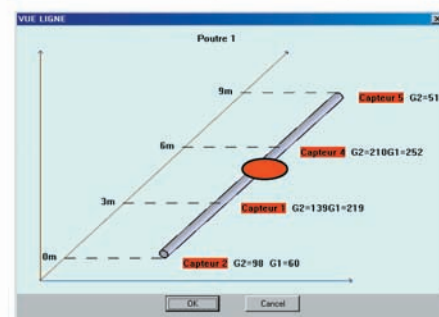 VUE LIGNE
Poutre 1
9m
Capteur 5 G2=51
6m
Capteur 4 G2=210G1=252
3m
Capteur 1 G2=139G1=219
0m
Capteur 2 G2=98 G1=60
OK
Cancel